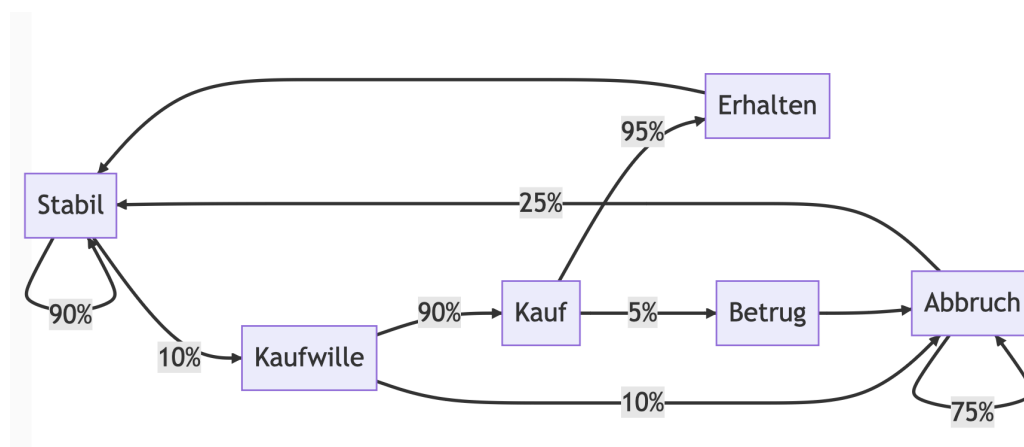 Erhalten
95%
Stabil
25%
90%
10%
Kaufwille
90%
Kauf
5%
Betrug
Abbruch
10%
75%